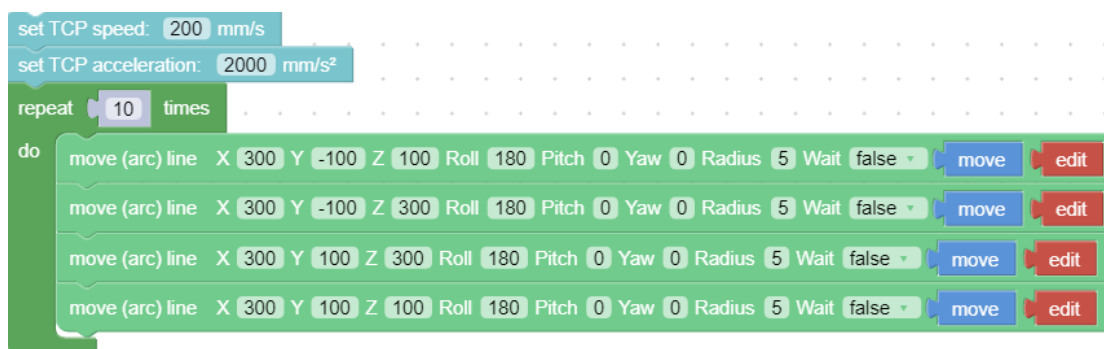 set TCP speed: 200 mm/s
set TCP acceleration: 2000 mm/s²
repeat 10 times
do
move (arc) line X 300 Y -100 Z 100 Roll 180 Pitch 0 Yaw 0 Radius 5 Wait false move edit
move (arc) line X 300 Y -100 Z 300 Roll 180 Pitch 0 Yaw 0 Radius 5 Wait false move edit
move (arc) line X 300 Y 100 Z 300 Roll 180 Pitch 0 Yaw 0 Radius 5 Wait false move edit
move (arc) line X 300 Y 100 Z 100 Roll 180 Pitch 0 Yaw 0 Radius 5 Wait false move edit